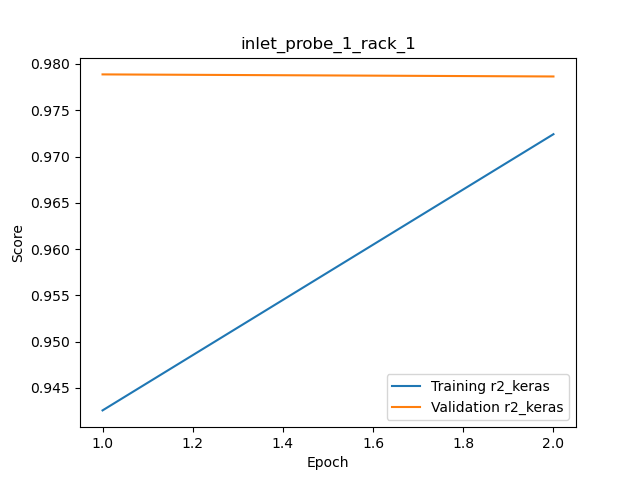 inlet_probe_1_rack_1
0.980
0.975
0.970
0.965
0.960
0.955
0.950
0.945
Score
1.0
1.2
1.4
1.6
1.8
2.0
Epoch
Training r2_keras
Validation r2_keras